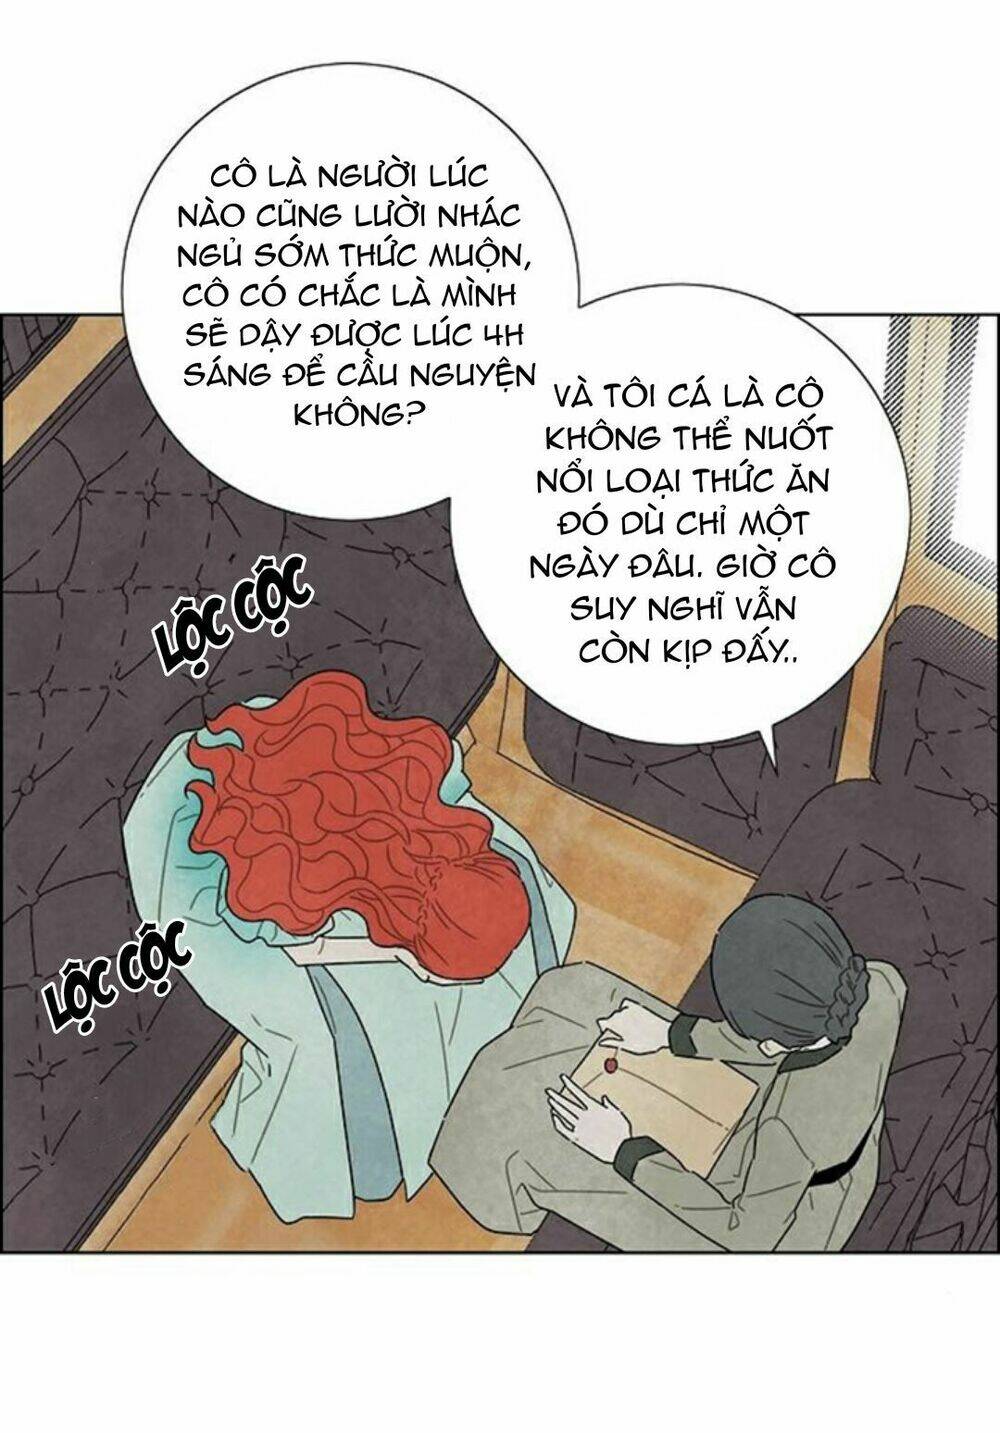 CÔ LÀ NGƯỜI LÚC
NÀO CŨNG LƯỜI NHÁC
NGỦ SỚM THỨC MUỘN,
CÔ CÓ CHẮC LÀ MÌNH
SẼ DẬY ĐƯỢC LÚC 4H
SÁNG ĐỂ CẦU NGUYỆN
KHÔNG?
VÀ TÔI CÁ LÀ CÔ
KHÔNG THỂ NUỐT
NỔI LOẠI THỨC ĂN
ĐÓ DÙ CHỈ MỘT
NGÀY ĐÂU. GIỜ CÔ
SUY NGHĨ VẪN
CÒN KỊP ĐẤY..
LỘC CỘC
LỘC CỘC